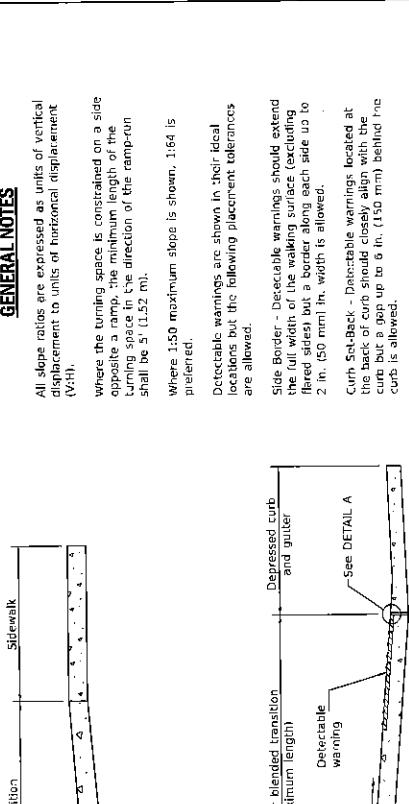 GENERAL NOTES
All slope ratios are expressed as units of vertical
displacement to units of horizontal displacement
(V:H).
Where the turning space is constrained on a side
opposite a ramp, the minimum length of the
turning space in the direction of the ramp-run
shall be 5' (1.52 m).
Where 1:50 maximum slope is shown, 1:64 is
preferred.
Detectable warnings are shown in their ideal
locations but the following placement tolerances
are allowed.
Side Border - Detectable warnings should extend
the full width of the walking surface (excluding
flared sides) but a border along each side up to
2 in. (50 mm) in. width is allowed.
Curb Set-Back - Detectable warnings located at
the back of curb should closely align with the
curb but a gap up to 6 in. (150 mm) behind the
curb is allowed.
Sidewalk
Depressed curb
and gutter
See DETAIL A
blended transition
Detectable
warning
length)